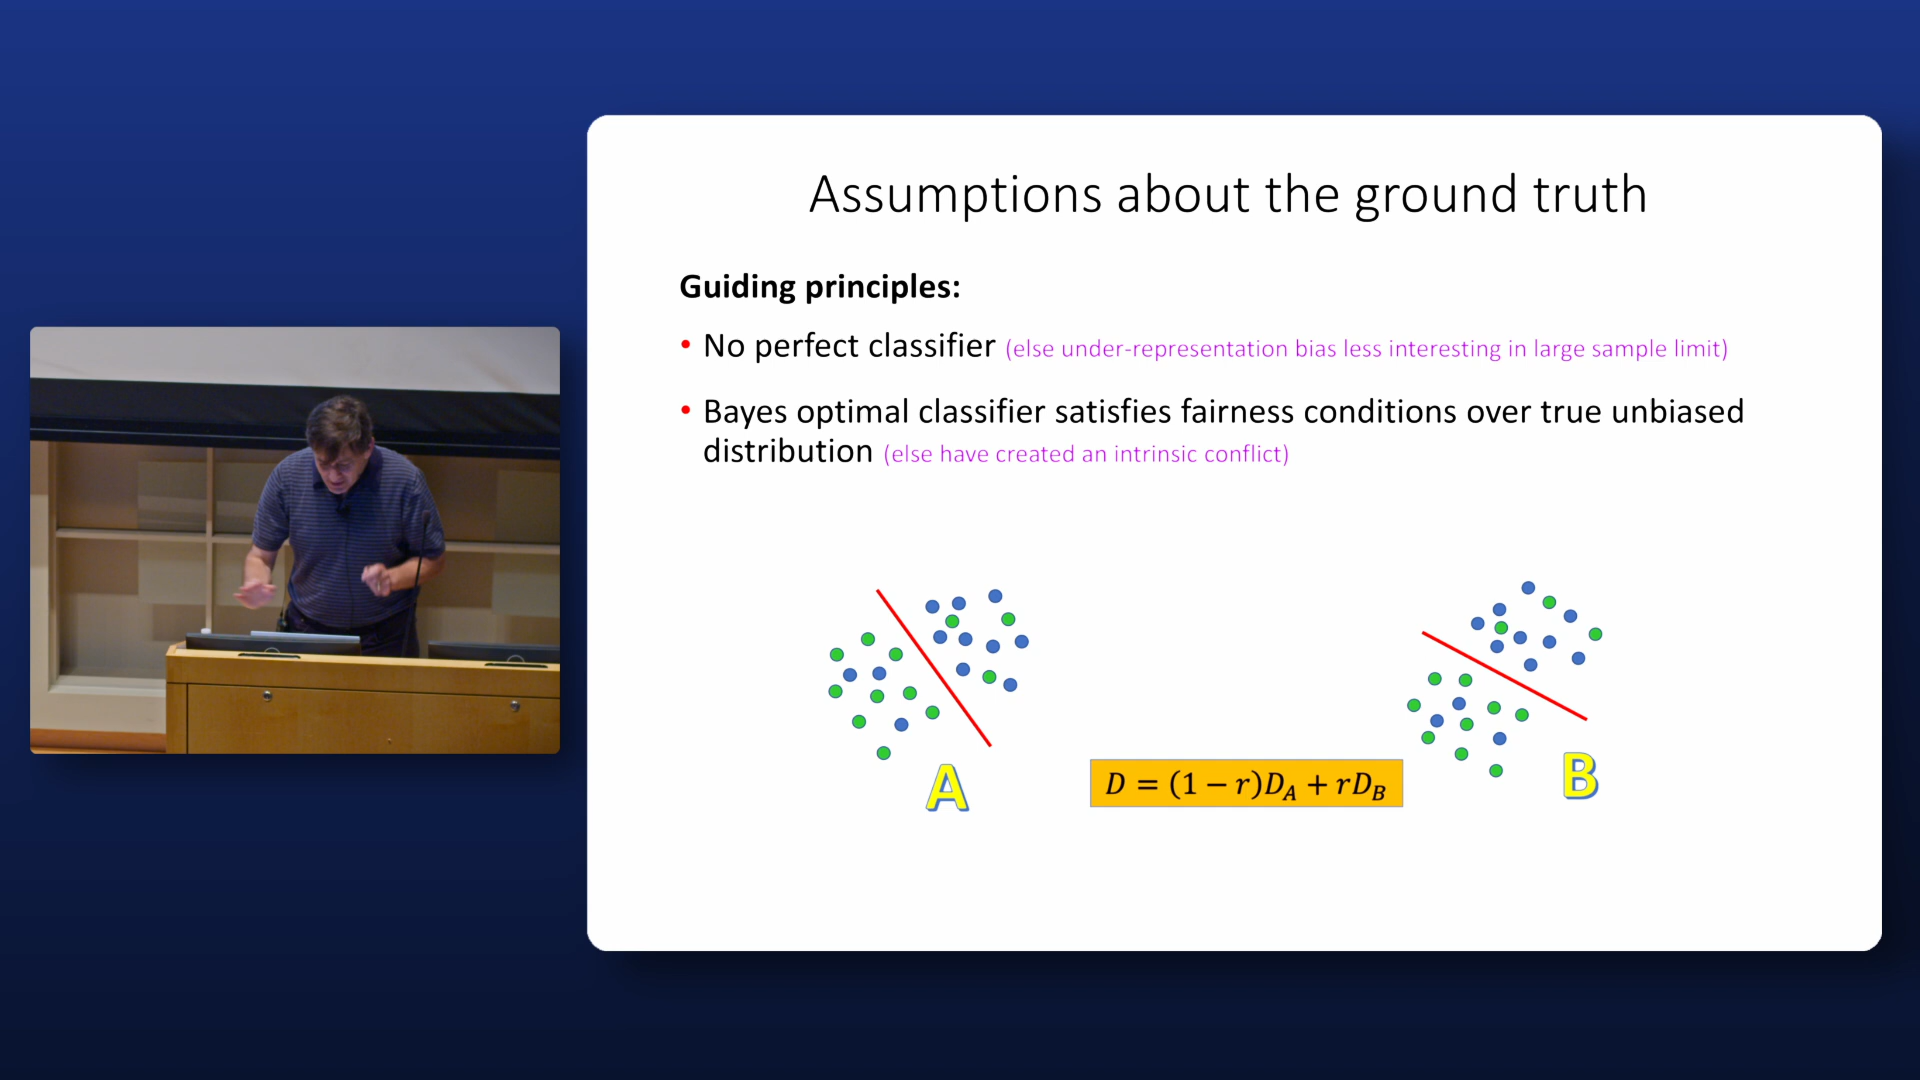 Assumptions about the ground truth
Guiding principles:
• No perfect classifier (else under-representation bias less interesting in large sample limit)
• Bayes optimal classifier satisfies fairness conditions over true unbiased
distribution (else have created an intrinsic conflict)
A
D = (1 − r)D_A + rD_B
B